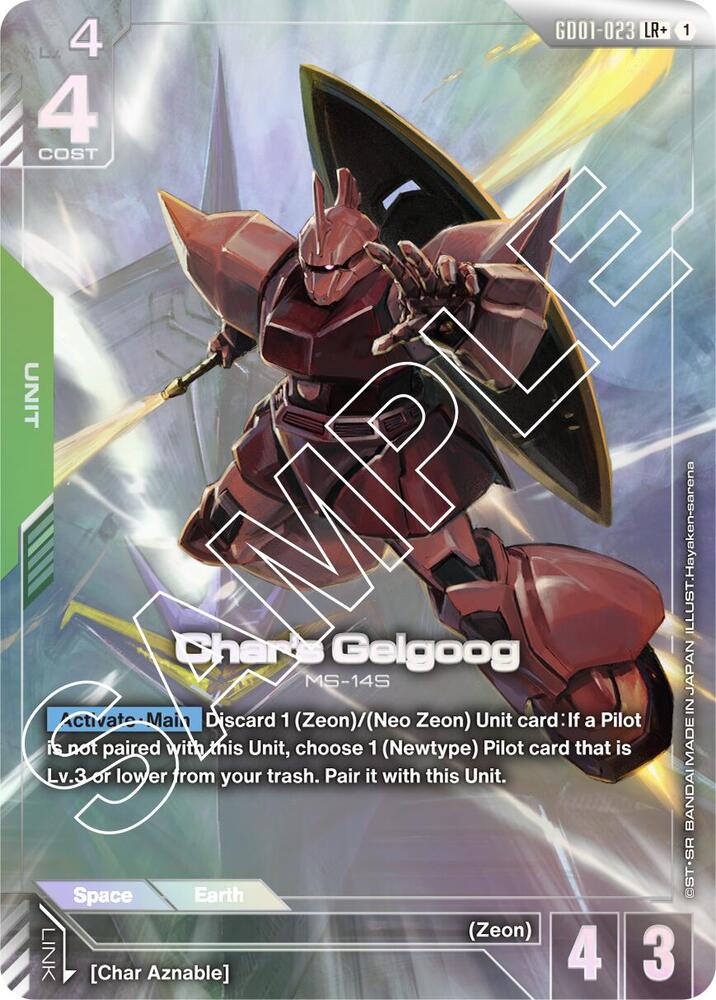 Lv. 4
GD01-023 LR+ 1
4
COST
UNIT
SAMPLE
Char's Gelgoog
MS-14S
Activate･Main Discard 1 (Zeon)/(Neo Zeon) Unit card：If a Pilot
is not paired with this Unit, choose 1 (Newtype) Pilot card that is
Lv.3 or lower from your trash. Pair it with this Unit.
©ST•SR BANDAI MADE IN JAPAN ILLUST.Hayaken-sarena
Space Earth
(Zeon)
LINK
[Char Aznable]
4 3